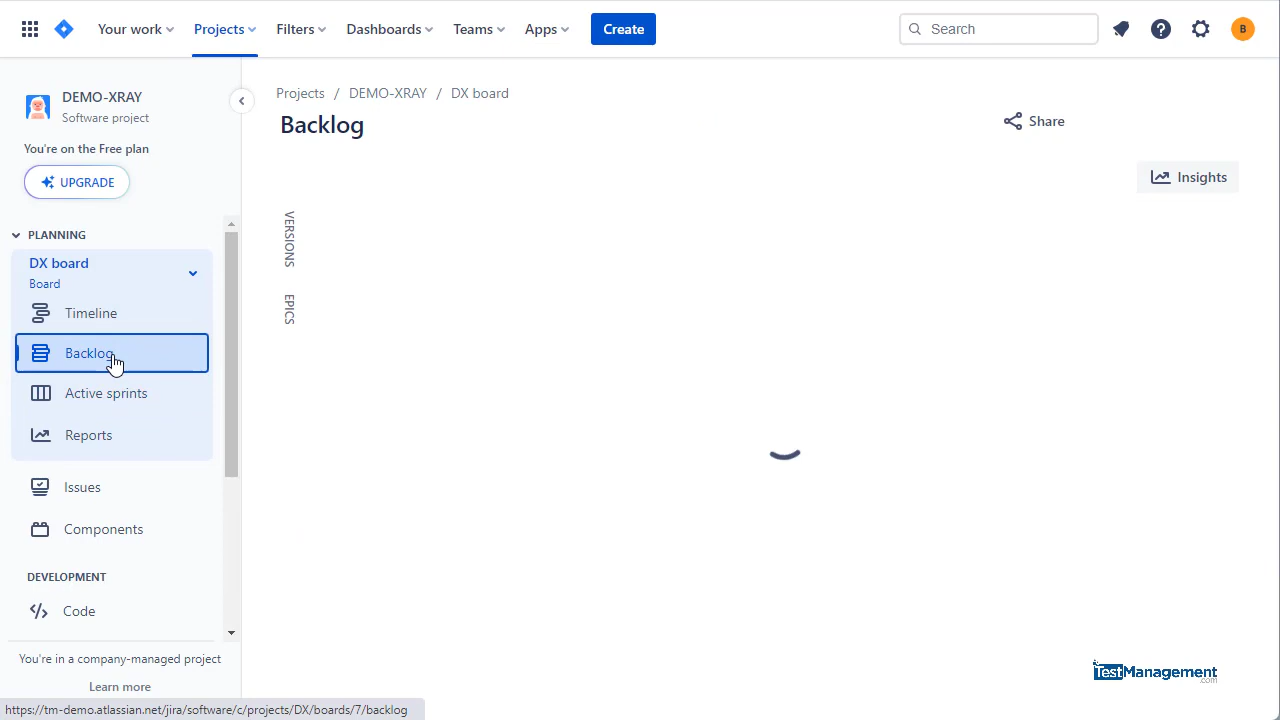 Your work
Projects
Filters
Dashboards
Teams
Apps
Create
Search
B
DEMO-XRAY
Software project
You're on the Free plan
UPGRADE
PLANNING
DX board
Board
Timeline
Backlog
Active sprints
Reports
Issues
Components
DEVELOPMENT
Code
You're in a company-managed project
Learn more
Projects / DEMO-XRAY / DX board
Backlog
Share
Insights
VERSIONS
EPICS
TestManagement
.com
https://tm-demo.atlassian.net/jira/software/c/projects/DX/boards/7/backlog